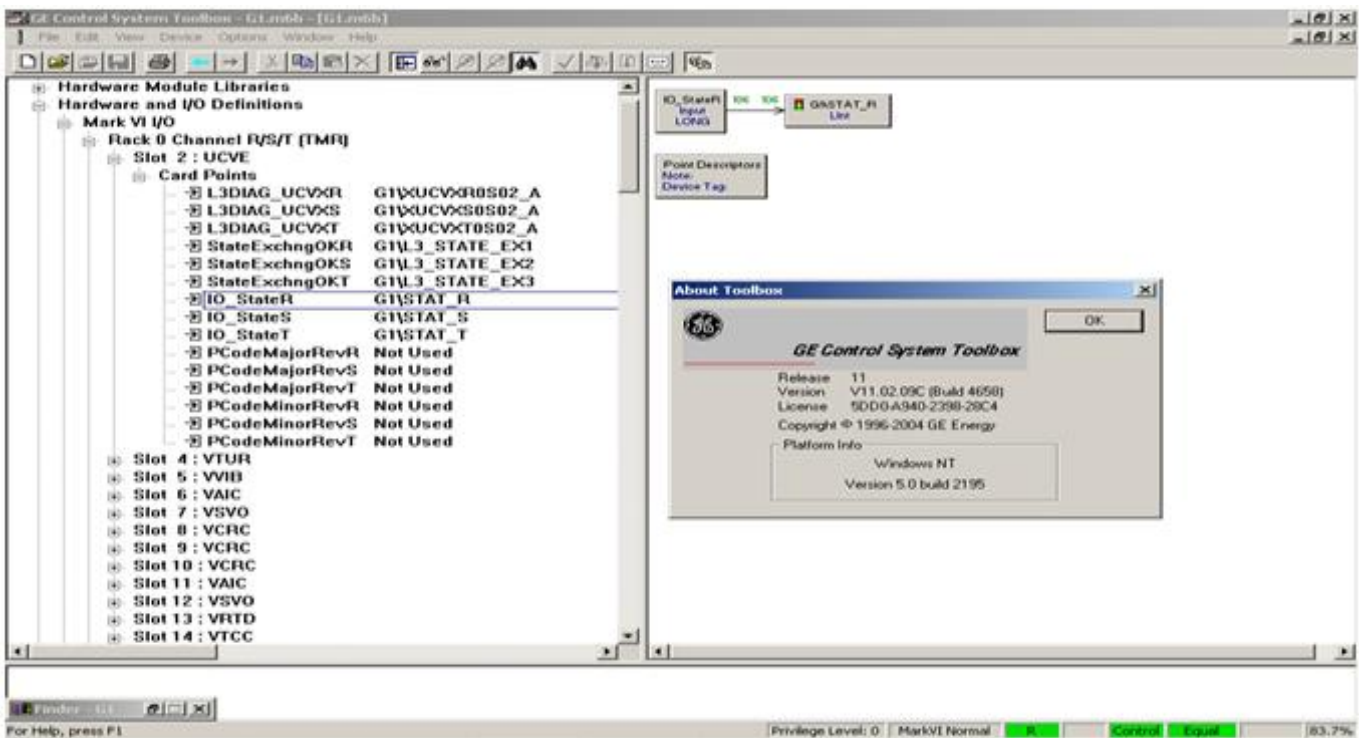 GE Control System Toolbox - G1.m6b - [G1.m6b]
File Edit View Device Options Window Help
Hardware Module Libraries
Hardware and I/O Definitions
Mark VI I/O
Rack 0 Channel R/S/T (TMR)
Slot 2 : UCVE
Card Points
L3DIAG_UCVXR G1\XUCVXR0S02_A
L3DIAG_UCVXS G1\XUCVXS0S02_A
L3DIAG_UCVXT G1\XUCVXT0S02_A
StateExchngOKR G1\L3_STATE_EX1
StateExchngOKS G1\L3_STATE_EX2
StateExchngOKT G1\L3_STATE_EX3
IO_StateR G1\STAT_R
IO_StateS G1\STAT_S
IO_StateT G1\STAT_T
PCodeMajorRevR Not Used
PCodeMajorRevS Not Used
PCodeMajorRevT Not Used
PCodeMinorRevR Not Used
PCodeMinorRevS Not Used
PCodeMinorRevT Not Used
Slot 4 : VTUR
Slot 5 : VVIB
Slot 6 : VAIC
Slot 7 : VSVO
Slot 8 : VCRC
Slot 9 : VCRC
Slot 10 : VCRC
Slot 11 : VAIC
Slot 12 : VSVO
Slot 13 : VRTD
Slot 14 : VTCC
IO_StateR
Input
LONG
106 106
G1\STAT_R
UInt
Point Descriptors
Note:
Device Tag:
About Toolbox
OK
GE Control System Toolbox
Release 11
Version V11.02.09C (Build 4658)
License 5DD0-A940-2398-28C4
Copyright © 1996-2004 GE Energy
Platform Info
Windows NT
Version 5.0 build 2195
Finder - G1
For Help, press F1
Privilege Level: 0 MarkVI Normal R Control Equal 83.7%